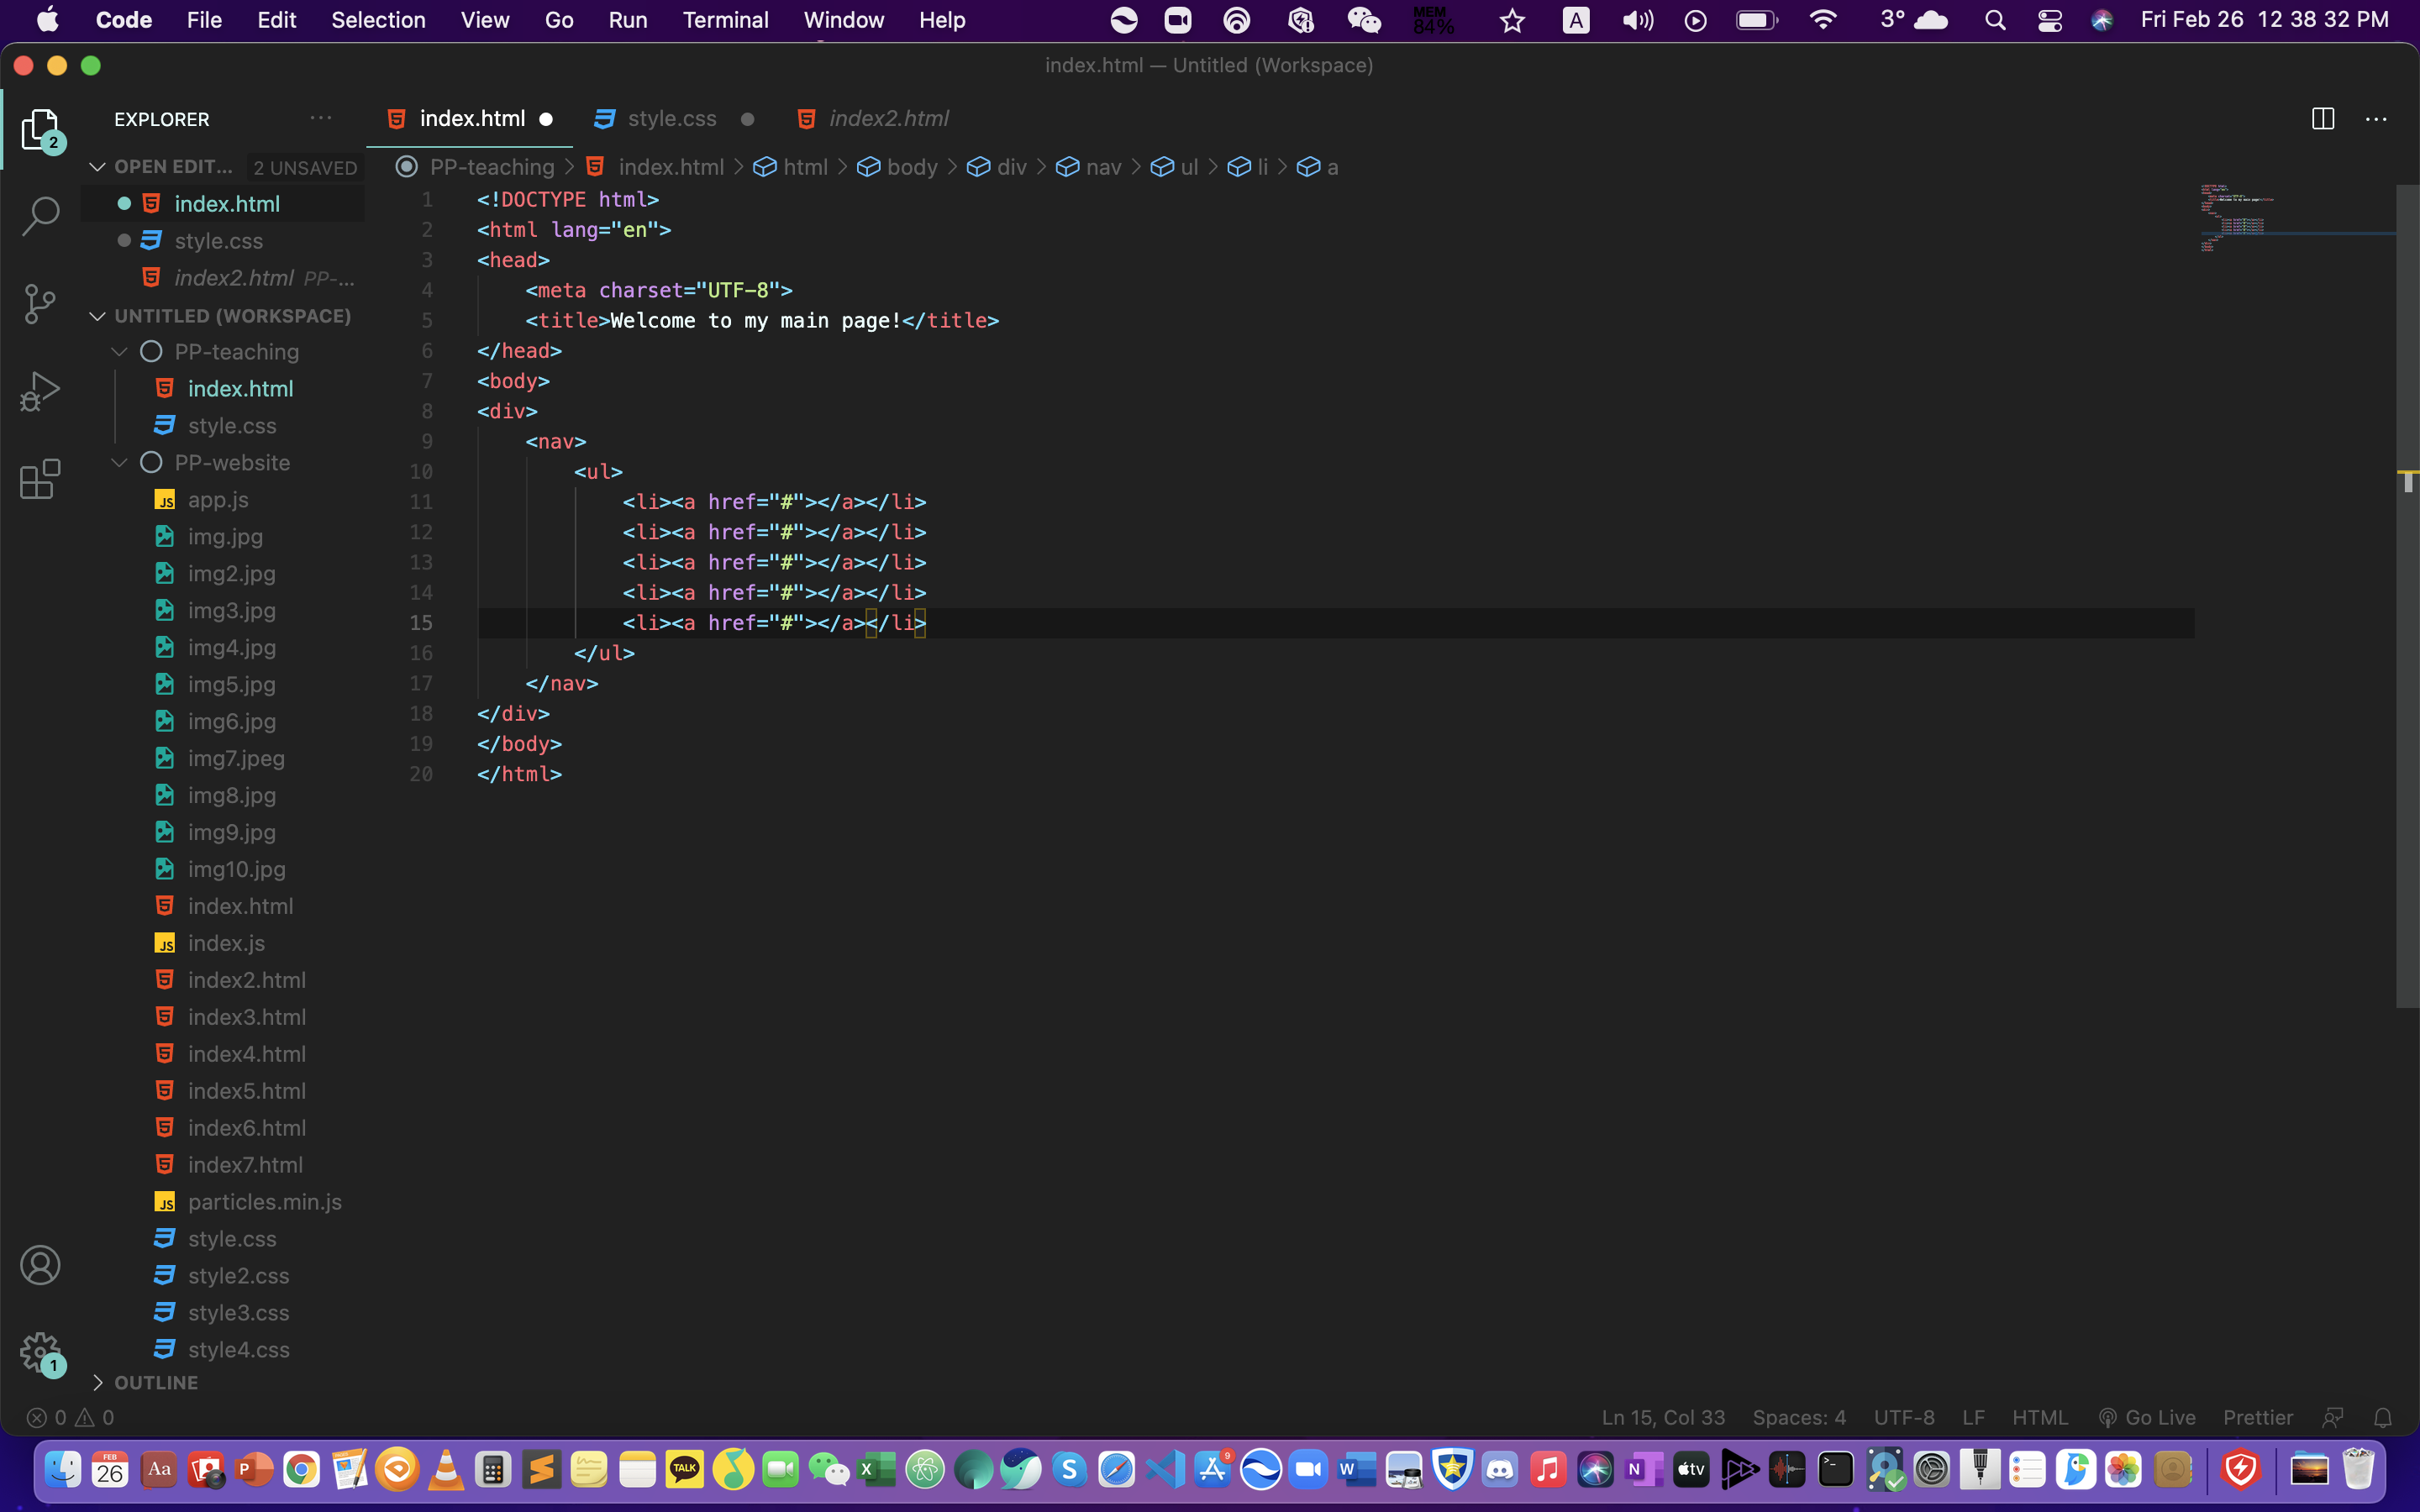 Code File Edit Selection View Go Run Terminal Window Help MEM 84% A 3° Fri Feb 26 12 38 32 PM
index.html — Untitled (Workspace)
EXPLORER ···
index.html style.css index2.html
OPEN EDIT... 2 UNSAVED
index.html
style.css
index2.html PP-...
UNTITLED (WORKSPACE)
PP-teaching
index.html
style.css
PP-website
JS app.js
img.jpg
img2.jpg
img3.jpg
img4.jpg
img5.jpg
img6.jpg
img7.jpeg
img8.jpg
img9.jpg
img10.jpg
index.html
JS index.js
index2.html
index3.html
index4.html
index5.html
index6.html
index7.html
JS particles.min.js
style.css
style2.css
style3.css
style4.css
OUTLINE
2
1
PP-teaching > index.html > html > body > div > nav > ul > li > a
1 <!DOCTYPE html>
2 <html lang="en">
3 <head>
4 <meta charset="UTF-8">
5 <title>Welcome to my main page!</title>
6 </head>
7 <body>
8 <div>
9 <nav>
10 <ul>
11 <li><a href="#"></a></li>
12 <li><a href="#"></a></li>
13 <li><a href="#"></a></li>
14 <li><a href="#"></a></li>
15 <li><a href="#"></a></li>
16 </ul>
17 </nav>
18 </div>
19 </body>
20 </html>
0 0 Ln 15, Col 33 Spaces: 4 UTF-8 LF HTML Go Live Prettier
FEB 26 Aa P TALK X S 9 W N tv